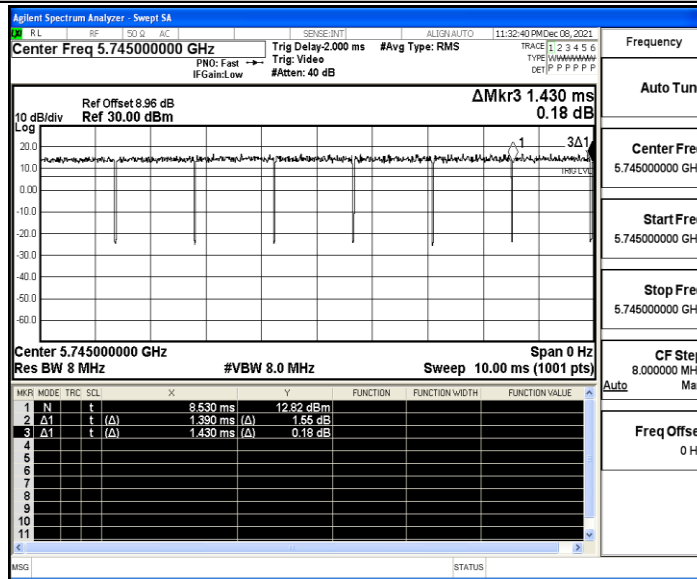 Agilent Spectrum Analyzer - Swept SA
RL RF 50 Ω AC SENSE:INT ALIGN AUTO 11:32:40 PM Dec 08, 2021
Center Freq 5.745000000 GHz
PNO: Fast
IFGain:Low
Trig Delay-2.000 ms
Trig: Video
#Atten: 40 dB
#Avg Type: RMS
TRACE 1 2 3 4 5 6
TYPE
DET P P P P P P
Frequency
Auto Tun
Ref Offset 8.96 dB
Ref 30.00 dBm
10 dB/div
Log
ΔMkr3 1.430 ms
0.18 dB
20.0
10.0
0.00
-10.0
-20.0
-30.0
-40.0
-50.0
-60.0
1
3Δ1
TRIG LVL
Center Fre
5.745000000 GH
Start Fre
5.745000000 GH
Stop Fre
5.745000000 GH
CF Step
8.000000 MH
Auto Ma
Freq Offse
0 H
Center 5.745000000 GHz Span 0 Hz
Res BW 8 MHz #VBW 8.0 MHz Sweep 10.00 ms (1001 pts)
MKR MODE TRC SCL X Y FUNCTION FUNCTION WIDTH FUNCTION VALUE
1 N t 8.530 ms 12.82 dBm
2 Δ1 t (Δ) 1.390 ms (Δ) 1.55 dB
3 Δ1 t (Δ) 1.430 ms (Δ) 0.18 dB
4
5
6
7
8
9
10
11
MSG STATUS